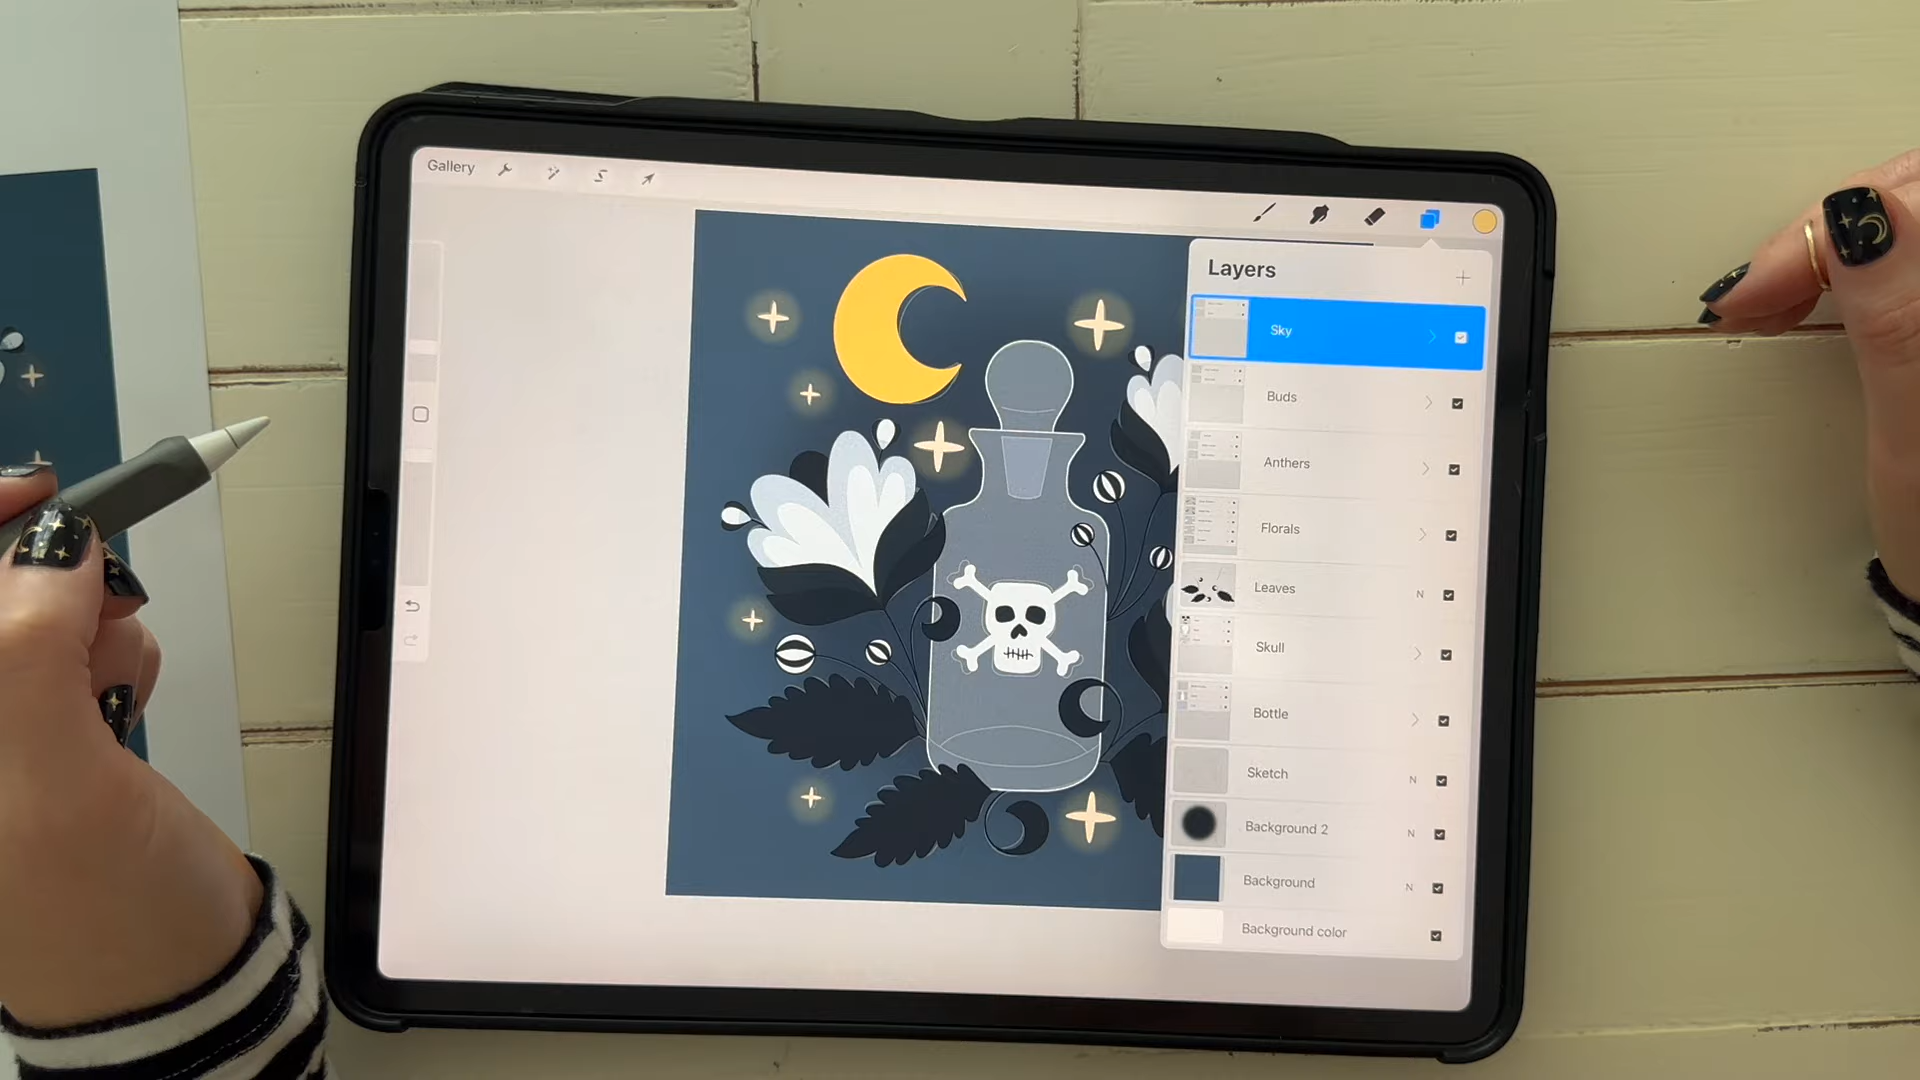 Gallery
Layers
Sky
Buds
Anthers
Florals
Leaves N
Skull
Bottle
Sketch N
Background 2 N
Background N
Background color